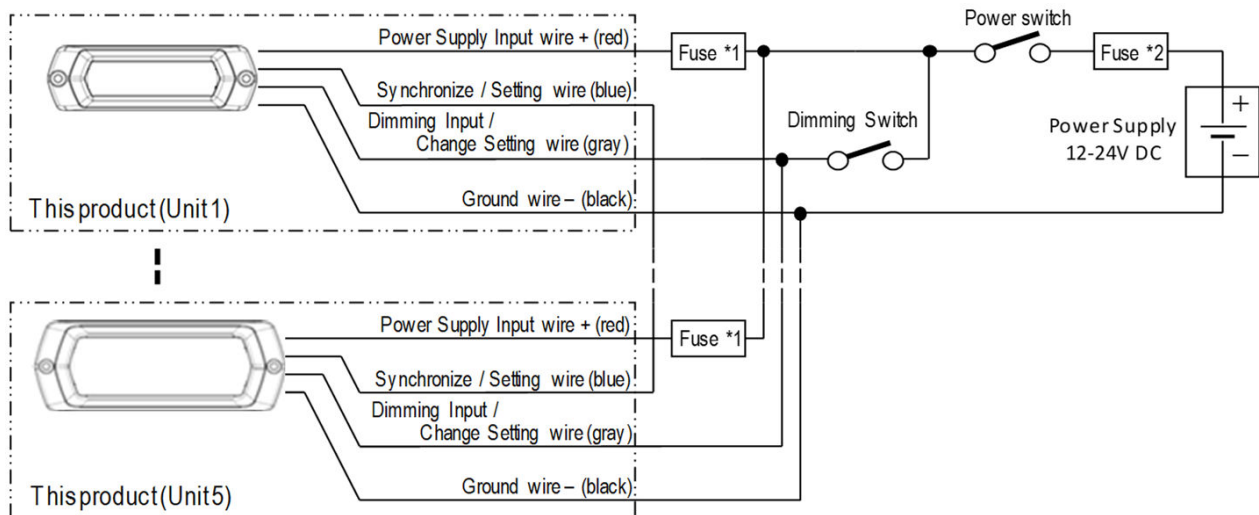 Power Supply Input wire + (red)
Fuse *1
Power switch
Fuse *2
Synchronize / Setting wire (blue)
Dimming Input /
Change Setting wire (gray)
Dimming Switch
Power Supply
12-24V DC
+
−
Ground wire – (black)
This product (Unit 1)
Power Supply Input wire + (red)
Fuse *1
Synchronize / Setting wire (blue)
Dimming Input /
Change Setting wire (gray)
Ground wire – (black)
This product (Unit 5)